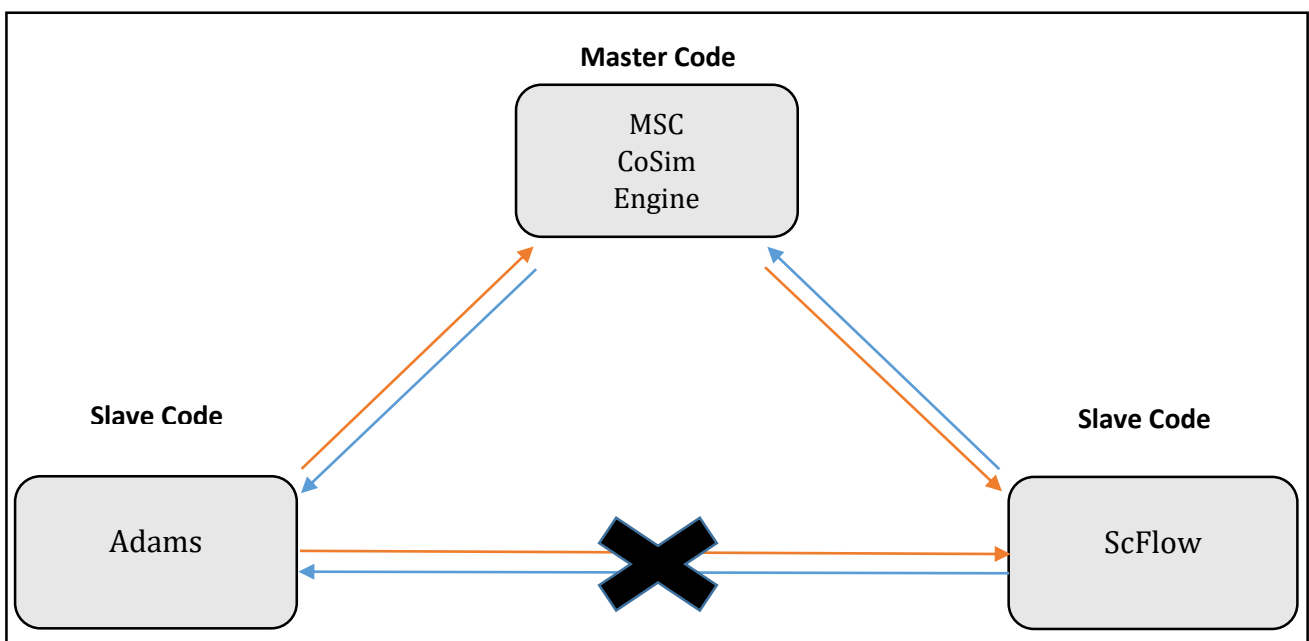 Master Code
MSC
CoSim
Engine
Slave Code
Slave Code
Adams
ScFlow